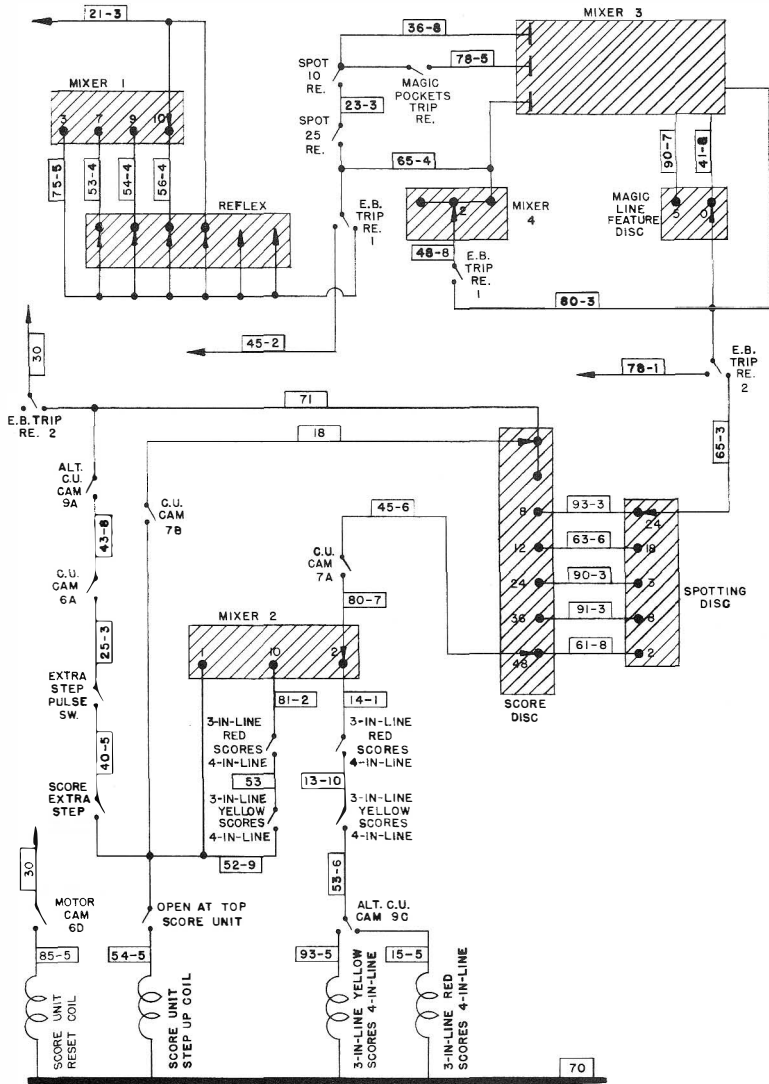 21-3
36-8
MIXER 3
MIXER 1
SPOT
10
RE.
78-5
MAGIC
POCKETS
TRIP
RE.
23-3
3
7
9
10
SPOT
25
RE.
75-5
53-4
54-4
56-4
65-4
90-7
41-8
REFLEX
E.B.
TRIP
RE.
1
2
MIXER
4
MAGIC
LINE
FEATURE
DISC
5
0
48-8
E.B.
TRIP
RE.
1
80-3
45-2
30
E.B.
TRIP
RE.
2
78-1
71
E.B. TRIP
RE. 2
18
65-3
ALT.
C.U.
CAM
9A
C.U.
CAM
7B
45-6
8
93-3
24
43-8
C.U.
CAM
7A
12
63-6
18
C.U.
CAM
6A
80-7
24
90-3
3
SPOTTING
DISC
MIXER 2
36
91-3
8
25-3
1
10
2
48
61-8
2
SCORE
DISC
EXTRA
STEP
PULSE
SW.
81-2
14-1
3-IN-LINE
RED
SCORES
4-IN-LINE
3-IN-LINE
RED
SCORES
4-IN-LINE
40-5
53
13-10
SCORE
EXTRA
STEP
3-IN-LINE
YELLOW
SCORES
4-IN-LINE
3-IN-LINE
YELLOW
SCORES
4-IN-LINE
30
52-9
53-6
MOTOR
CAM
6D
OPEN AT TOP
SCORE UNIT
ALT. C.U.
CAM 9C
85-5
54-5
93-5
15-5
SCORE UNIT
RESET COIL
SCORE UNIT
STEP UP COIL
3-IN-LINE YELLOW
SCORES 4-IN-LINE
3-IN-LINE RED
SCORES 4-IN-LINE
70